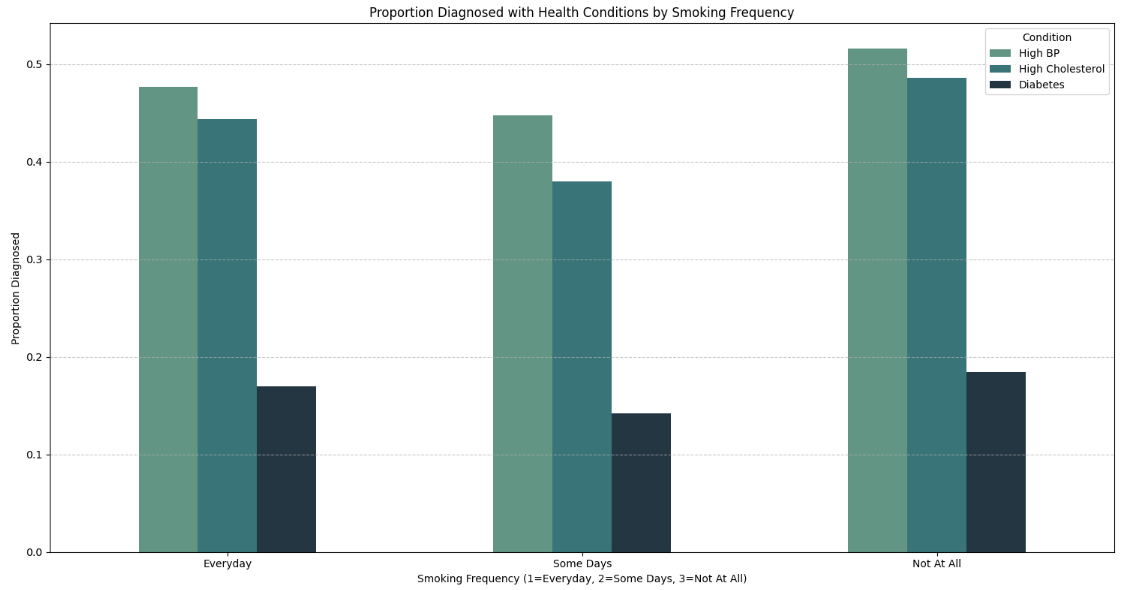 Proportion Diagnosed with Health Conditions by Smoking Frequency
Condition
High BP
High Cholesterol
Diabetes
Proportion Diagnosed
0.5
0.4
0.3
0.2
0.1
0.0
Everyday
Some Days
Not At All
Smoking Frequency (1=Everyday, 2=Some Days, 3=Not At All)